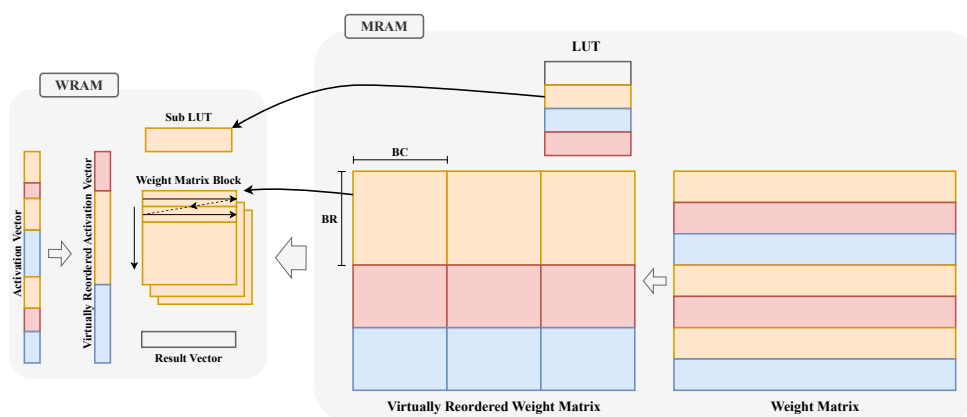 MRAM
LUT
WRAM
Sub LUT
BC
Weight Matrix Block
BR
Activation Vector
Virtually Reordered Activation Vector
Result Vector
Virtually Reordered Weight Matrix
Weight Matrix